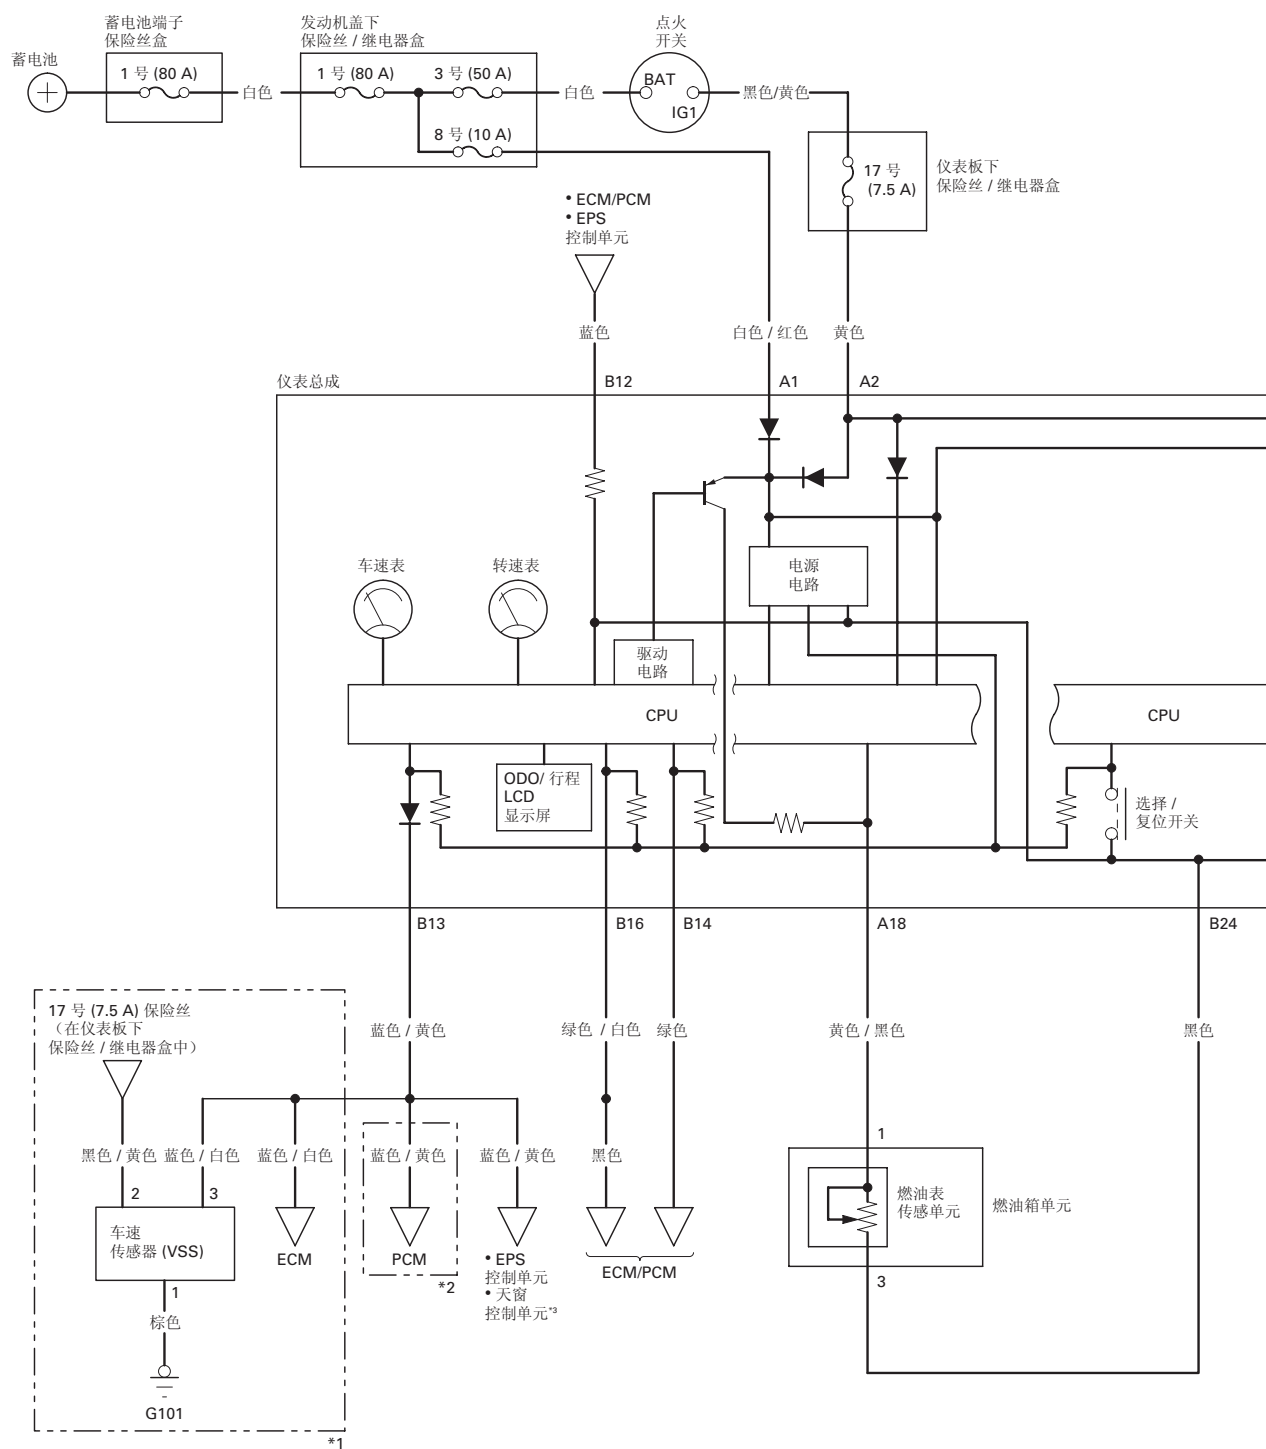 蓄电池端子
保险丝盒
发动机盖下
保险丝 / 继电器盒
点火
开关
蓄电池
1 号 (80 A)
1 号 (80 A)
3 号 (50 A)
白色
白色
BAT
IG1
黑色/黄色
8 号 (10 A)
17 号
(7.5 A)
仪表板下
保险丝 / 继电器盒
• ECM/PCM
• EPS
控制单元
蓝色
白色 / 红色
黄色
仪表总成
B12
A1
A2
车速表
转速表
电源
电路
驱动
电路
CPU
CPU
ODO/ 行程
LCD
显示屏
选择 /
复位开关
B13
B16
B14
A18
B24
17 号 (7.5 A) 保险丝
（在仪表板下
保险丝 / 继电器盒中）
蓝色 / 黄色
绿色 / 白色
绿色
黄色 / 黑色
黑色
黑色 / 黄色
蓝色 / 白色
蓝色 / 白色
蓝色 / 黄色
蓝色 / 黄色
黑色
1
2
3
车速
传感器 (VSS)
燃油表
传感单元
燃油箱单元
ECM
PCM
• EPS
控制单元
• 天窗
控制单元*3
ECM/PCM
*2
3
1
棕色
G101
*1